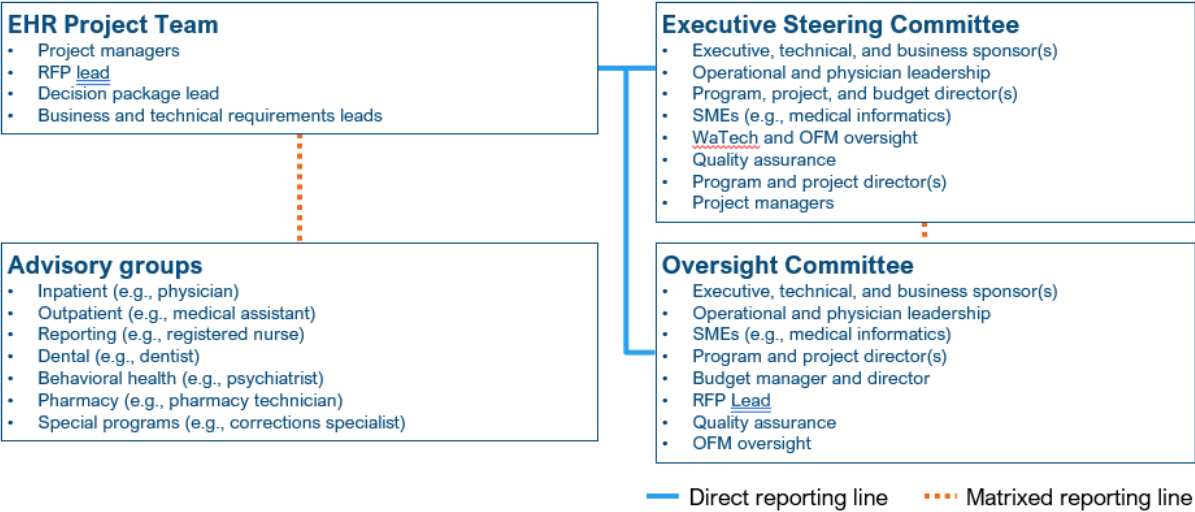 EHR Project Team
• Project managers
• RFP lead
• Decision package lead
• Business and technical requirements leads
Executive Steering Committee
• Executive, technical, and business sponsor(s)
• Operational and physician leadership
• Program, project, and budget director(s)
• SMEs (e.g., medical informatics)
• WaTech and OFM oversight
• Quality assurance
• Program and project director(s)
• Project managers
Advisory groups
• Inpatient (e.g., physician)
• Outpatient (e.g., medical assistant)
• Reporting (e.g., registered nurse)
• Dental (e.g., dentist)
• Behavioral health (e.g., psychiatrist)
• Pharmacy (e.g., pharmacy technician)
• Special programs (e.g., corrections specialist)
Oversight Committee
• Executive, technical, and business sponsor(s)
• Operational and physician leadership
• SMEs (e.g., medical informatics)
• Program and project director(s)
• Budget manager and director
• RFP Lead
• Quality assurance
• OFM oversight
Direct reporting line
Matrixed reporting line